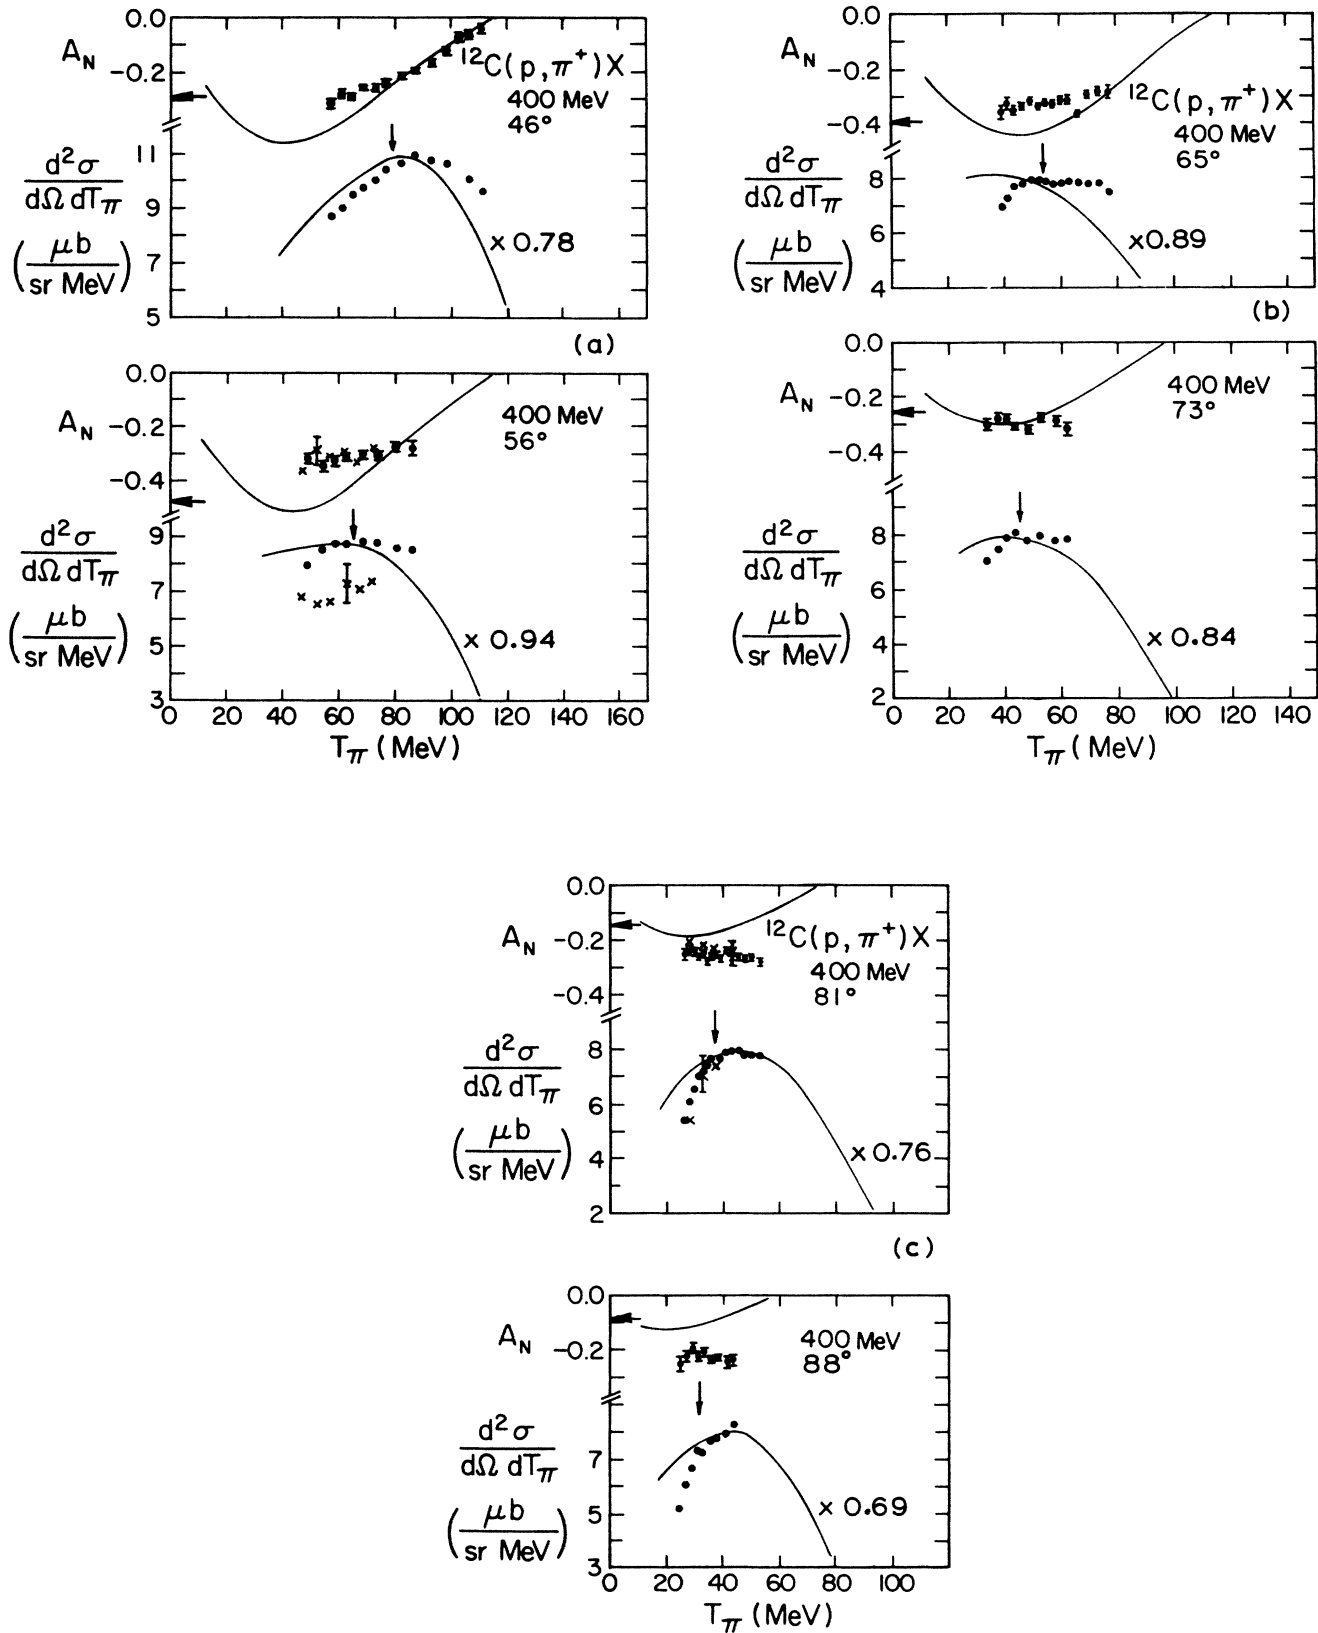 0.0
A_N
-0.2
¹²C(p, π⁺)X
400 MeV
46°
11
9
7
5
d²σ
dΩ dT_π
(μb
sr MeV)
× 0.78
(a)
0.0
A_N
-0.2
-0.4
400 MeV
56°
9
7
5
3
d²σ
dΩ dT_π
(μb
sr MeV)
× 0.94
0 20 40 60 80 100 120 140 160
T_π (MeV)
0.0
A_N
-0.2
-0.4
¹²C(p, π⁺)X
400 MeV
65°
8
6
4
d²σ
dΩ dT_π
(μb
sr MeV)
×0.89
(b)
0.0
A_N -0.2
-0.4
400 MeV
73°
8
6
4
2
d²σ
dΩ dT_π
(μb
sr MeV)
× 0.84
0 20 40 60 80 100 120 140
T_π (MeV)
0.0
A_N -0.2
-0.4
¹²C(p, π⁺)X
400 MeV
81°
8
6
4
2
d²σ
dΩ dT_π
(μb
sr MeV)
× 0.76
(c)
0.0
A_N -0.2
400 MeV
88°
7
5
3
d²σ
dΩ dT_π
(μb
sr MeV)
× 0.69
0 20 40 60 80 100
T_π (MeV)